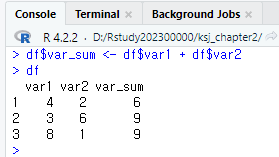 Console Terminal × Background Jobs ×
R 4.2.2 · D:/Rstudy202300000/ksj_chapter2/
> df$var_sum <- df$var1 + df$var2
> df
  var1 var2 var_sum
1    4    2       6
2    3    6       9
3    8    1       9
>